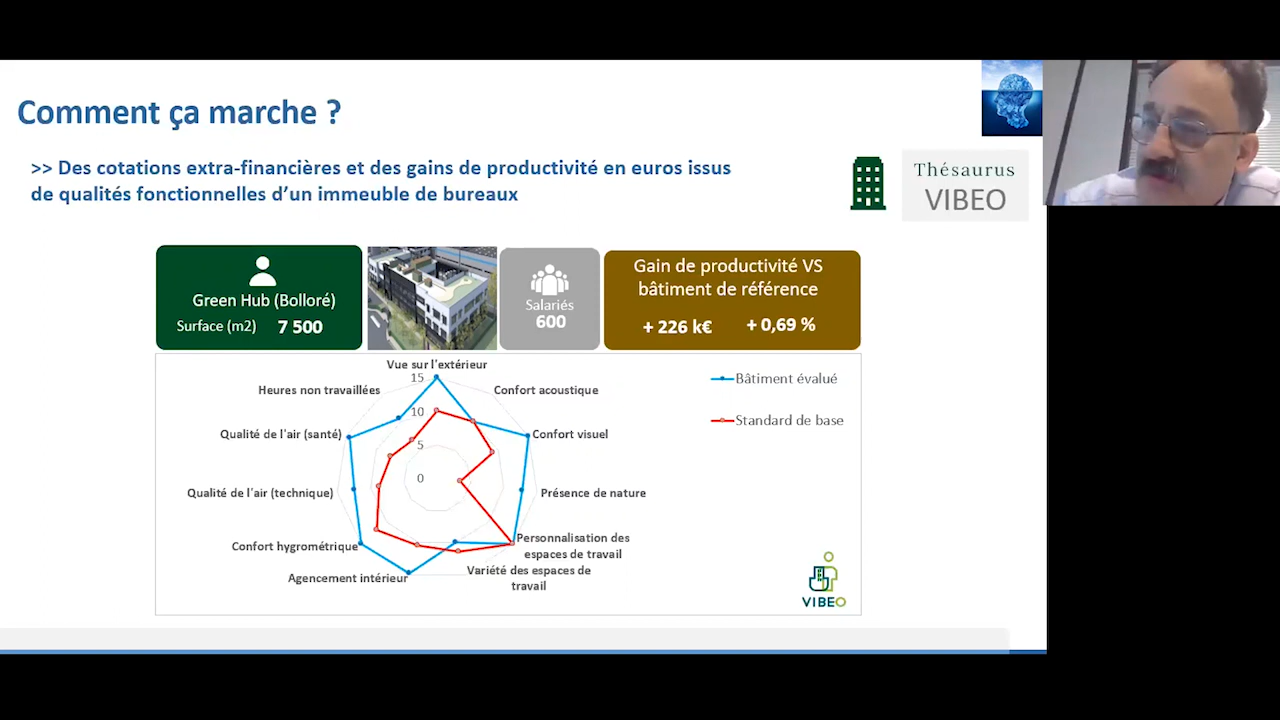 Comment ça marche ?
>> Des cotations extra-financières et des gains de productivité en euros issus
de qualités fonctionnelles d’un immeuble de bureaux
Thésaurus
VIBEO
Green Hub (Bolloré)
Surface (m2) 7 500
Salariés
600
Gain de productivité VS
bâtiment de référence
+ 226 k€ + 0,69 %
Vue sur l'extérieur
15
Heures non travaillées
Confort acoustique
10
Qualité de l'air (santé)
Confort visuel
5
0
Qualité de l'air (technique)
Présence de nature
Confort hygrométrique
Personnalisation des
espaces de travail
Agencement intérieur
Variété des espaces de
travail
Bâtiment évalué
Standard de base
VIBEO